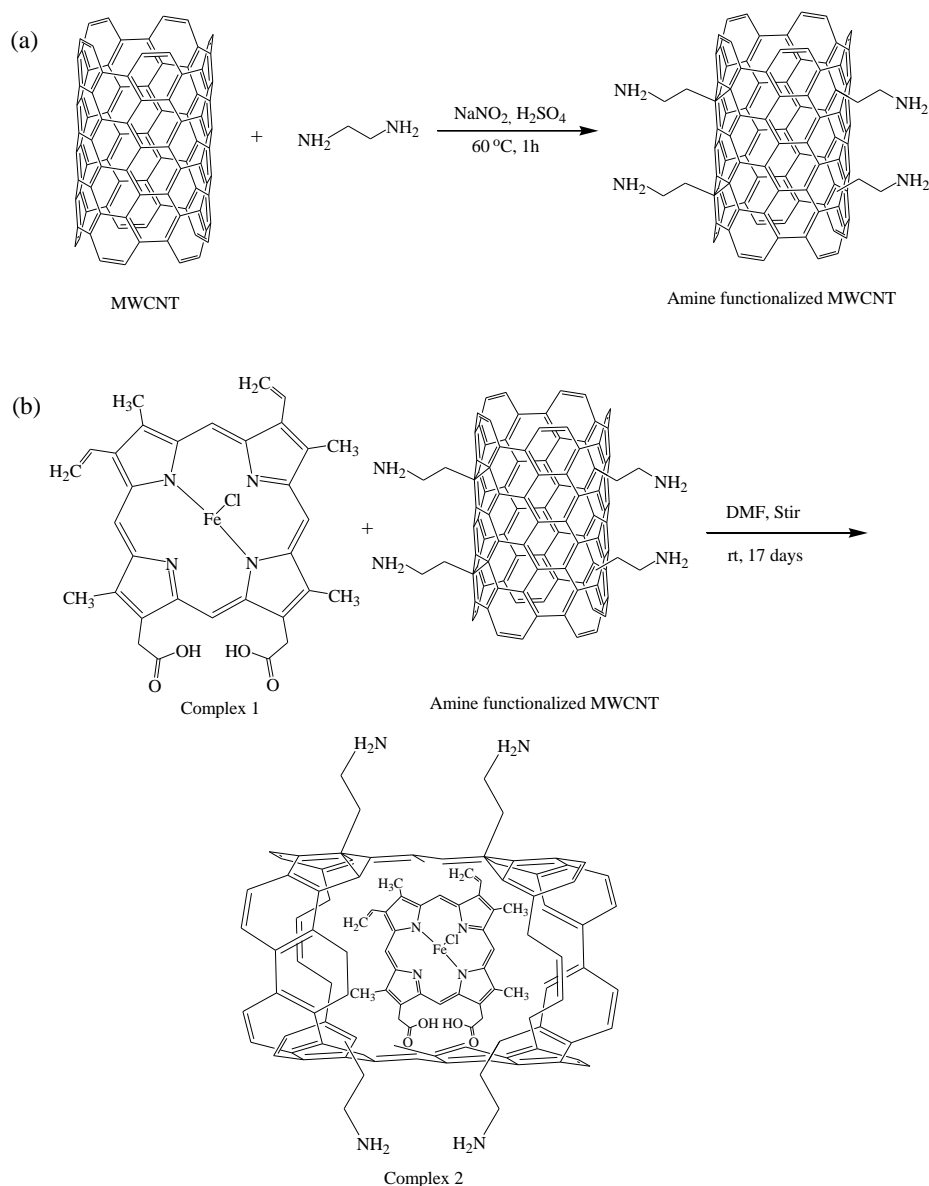 (a)
NH2
NH2
NH2
NH2
+
NH2
NH2
NaNO2, H2SO4
60 °C, 1h
NH2
NH2
MWCNT
Amine functionalized MWCNT
(b)
H2C
H3C
CH3
H2C
N
N
Cl
Fe
N
N
CH3
CH3
OH
HO
O
O
Complex 1
+
NH2
NH2
NH2
NH2
Amine functionalized MWCNT
DMF, Stir
rt, 17 days
H2N
H2N
H2C
H3C
CH3
H2C
N
N
Cl
Fe
N
N
CH3
CH3
OH
HO
O
O
NH2
H2N
Complex 2